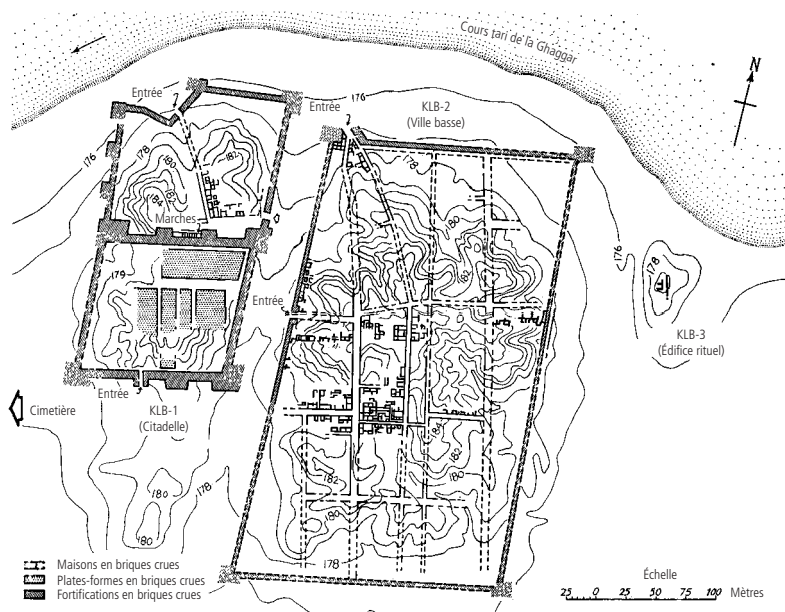 Cours tari de la Ghaggar
N
Entrée
Entrée
176
KLB-2
(Ville basse)
178
176
178
180
182
182
184
Marches
180
182
176
178
179
Entrée
KLB-3
(Édifice rituel)
Entrée
KLB-1
(Citadelle)
Cimetière
184
182
180
182
180
178
180
180
178
Maisons en briques crues
Plates-formes en briques crues
Fortifications en briques crues
Échelle
25 0 25 50 75 100 Mètres